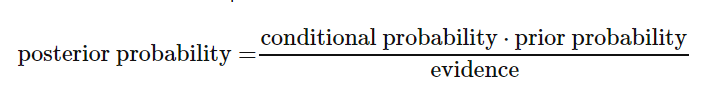 posterior probability = conditional probability · prior probability
evidence